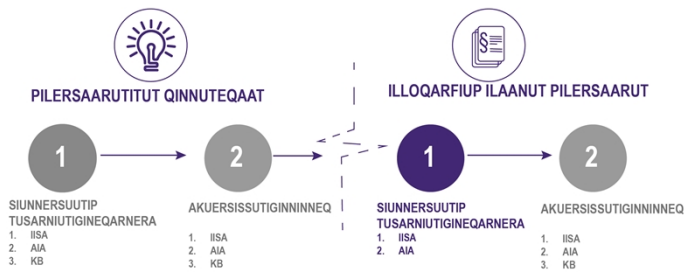 PILERSAARUTITUT QINNUTEQAAT
1
2
SIUNNERSUUTIP
TUSARNIUTIGINEQARNERA
1. IISA
2. AIA
3. KB
AKUERSISSUTIGINNINNEQ
1. IISA
2. AIA
3. KB
§
ILLOQARFIUP ILAANUT PILERSAARUT
1
2
SIUNNERSUUTIP
TUSARNIUTIGINEQARNERA
1. IISA
2. AIA
AKUERSISSUTIGINNINNEQ
1. IISA
2. AIA
3. KB